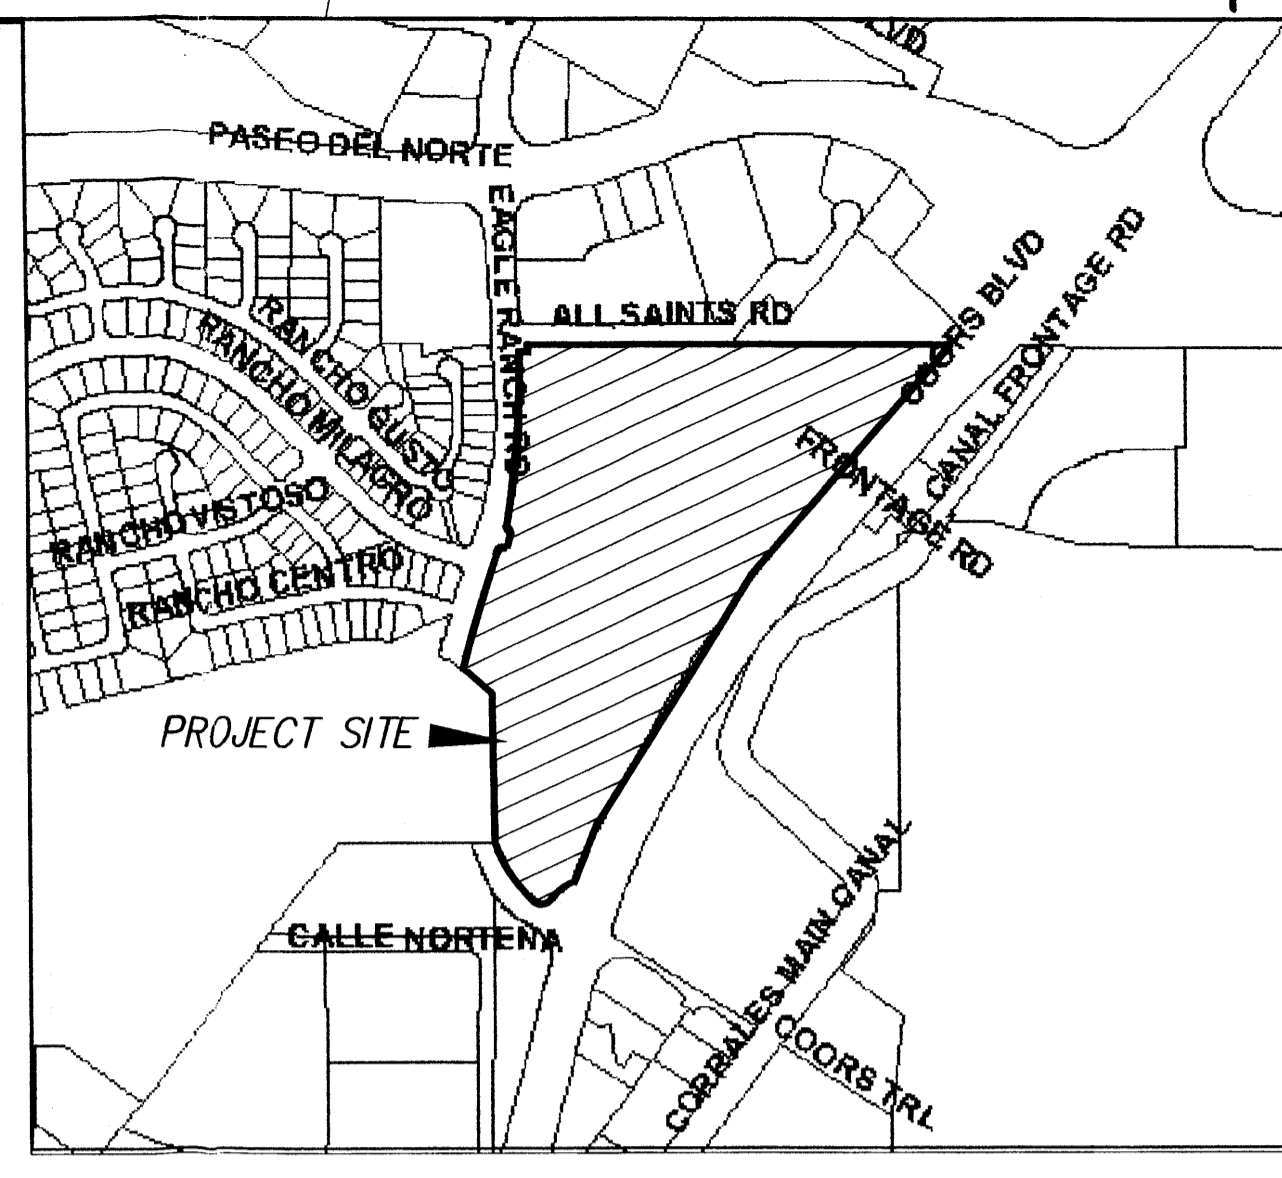 LVD
PASEO DEL NORTE
EAGLE RANCH RD
ALL SAINTS RD
COORS BLVD
CANAL FRONTAGE RD
RANCHO GUSTO
RANCHO MILAGRO
FRONTAGE RD
RANCHO VISTOSO
RANCHO CENTRO
PROJECT SITE
CALLE NORTENA
CORRALES MAIN CANAL
COORS TRL